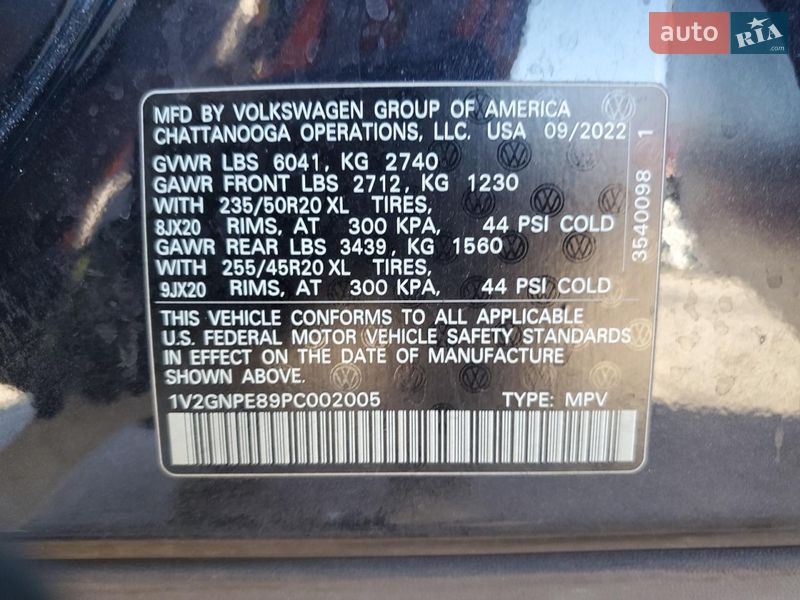 auto RIA
.com
MFD BY VOLKSWAGEN GROUP OF AMERICA
CHATTANOOGA OPERATIONS, LLC. USA 09/2022
GVWR LBS 6041, KG 2740
GAWR FRONT LBS 2712, KG 1230
WITH 235/50R20 XL TIRES,
8JX20 RIMS, AT 300 KPA, 44 PSI COLD
GAWR REAR LBS 3439, KG 1560
WITH 255/45R20 XL TIRES,
9JX20 RIMS, AT 300 KPA, 44 PSI COLD
3540098 1
THIS VEHICLE CONFORMS TO ALL APPLICABLE
U.S. FEDERAL MOTOR VEHICLE SAFETY STANDARDS
IN EFFECT ON THE DATE OF MANUFACTURE
SHOWN ABOVE.
1V2GNPE89PC002005 TYPE: MPV